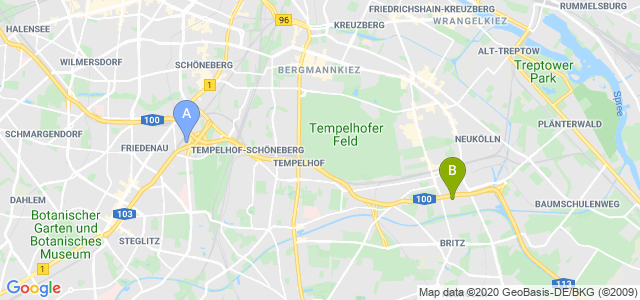 FRIEDRICHSHAIN-KREUZBERG
RUMMELSBURG
HALENSEE
96
KREUZBERG
WRANGELKIEZ
WILMERSDORF
SCHÖNEBERG
ALT-TREPTOW
BERGMANNKIEZ
Treptower
Park
1
Spree
100
A
SCHMARGENDORF
Tempelhofer
Feld
NEUKÖLLN
PLÄNTERWALD
FRIEDENAU
TEMPELHOF-SCHÖNEBERG
TEMPELHOF
B
DAHLEM
100
BAUMSCHULENWEG
Botanischer
Garten und
Botanisches
Museum
103
STEGLITZ
BRITZ
1
113
Google
Map data ©2020 GeoBasis-DE/BKG (©2009)